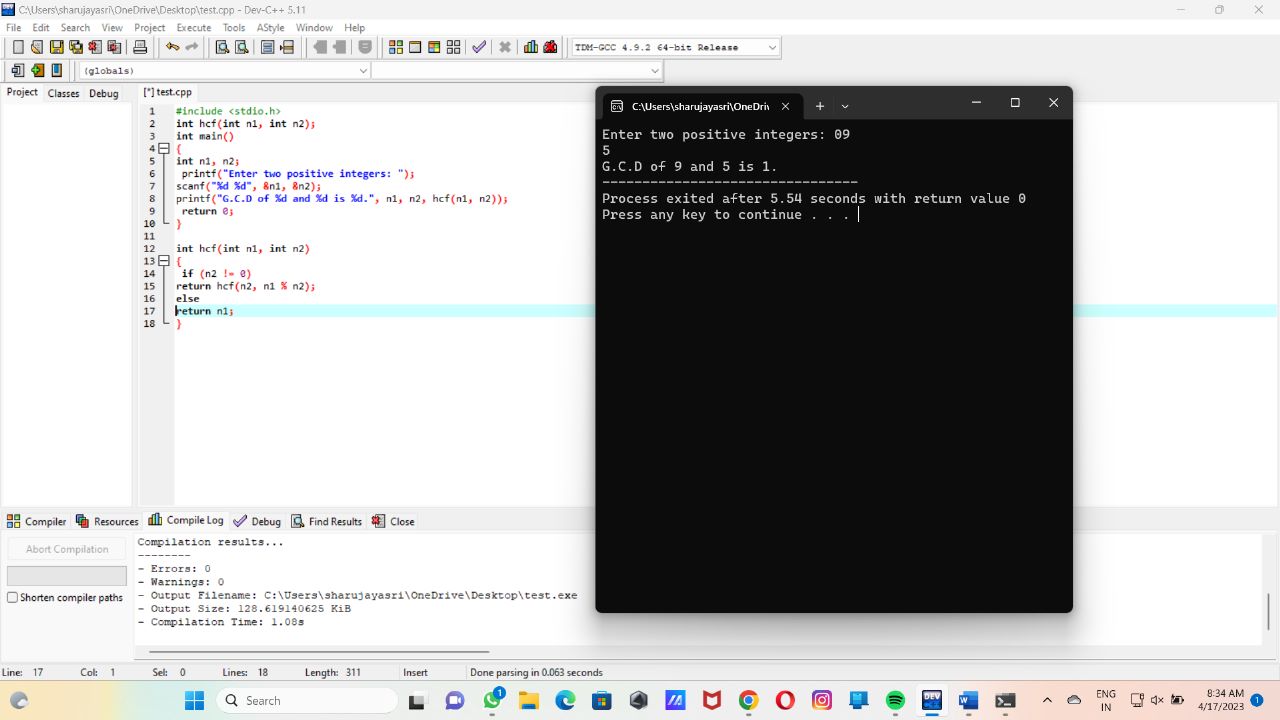 C:\Users\sharujayasri\OneDrive\Desktop\test.cpp - Dev-C++ 5.11
File Edit Search View Project Execute Tools AStyle Window Help
TDM-GCC 4.9.2 64-bit Release
(globals)
Project Classes Debug
[*] test.cpp
1 #include <stdio.h>
2 int hcf(int n1, int n2);
3 int main()
4 {
5 int n1, n2;
6 printf("Enter two positive integers: ");
7 scanf("%d %d", &n1, &n2);
8 printf("G.C.D of %d and %d is %d.", n1, n2, hcf(n1, n2));
9 return 0;
10 }
11
12 int hcf(int n1, int n2)
13 {
14 if (n2 != 0)
15 return hcf(n2, n1 % n2);
16 else
17 return n1;
18 }
C:\Users\sharujayasri\OneDri
Enter two positive integers: 09
5
G.C.D of 9 and 5 is 1.
--------------------------------
Process exited after 5.54 seconds with return value 0
Press any key to continue . . .
Compiler Resources Compile Log Debug Find Results Close
Abort Compilation
Shorten compiler paths
Compilation results...
--------
- Errors: 0
- Warnings: 0
- Output Filename: C:\Users\sharujayasri\OneDrive\Desktop\test.exe
- Output Size: 128.619140625 KiB
- Compilation Time: 1.08s
Line: 17 Col: 1 Sel: 0 Lines: 18 Length: 311 Insert Done parsing in 0.063 seconds
Search
1
DEV
C++
ENG
IN
8:34 AM
4/17/2023
1